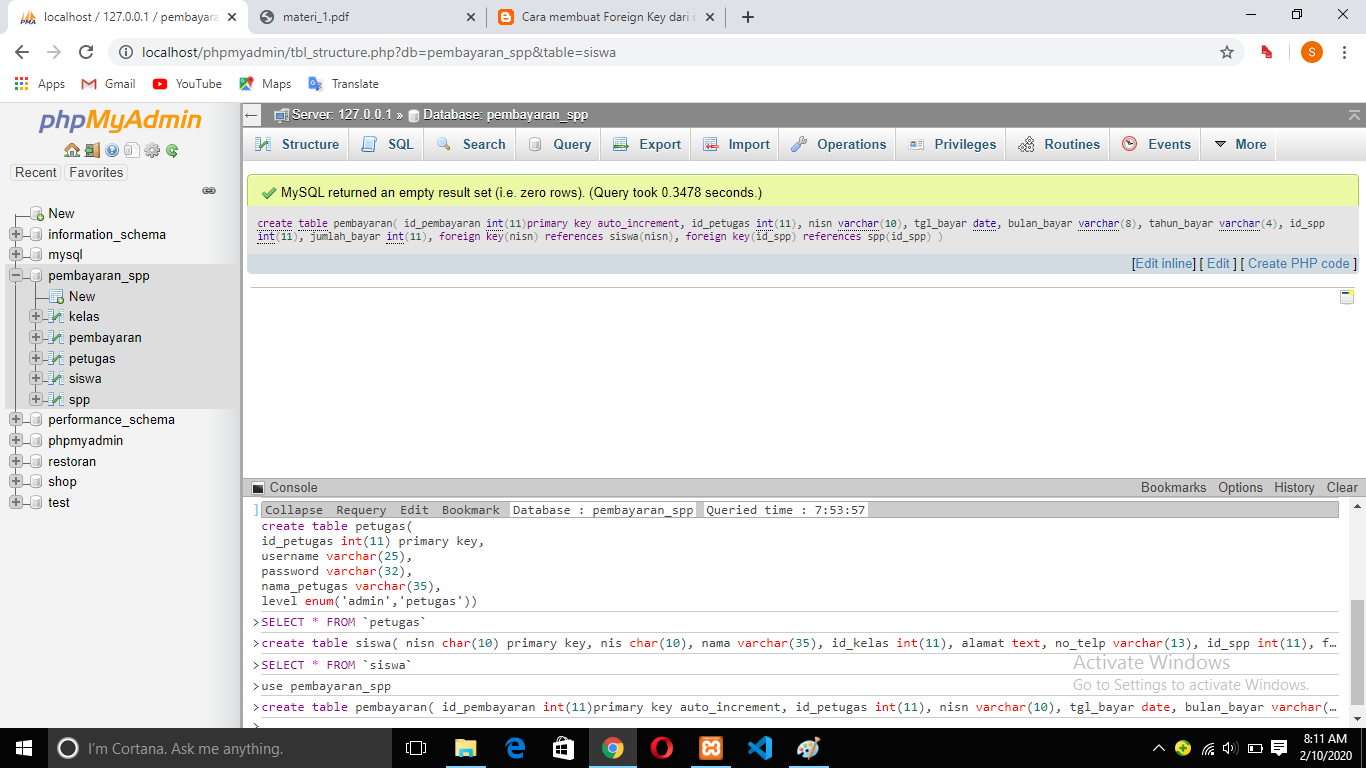 localhost / 127.0.0.1 / pembayara
materi_1.pdf
Cara membuat Foreign Key dari c
localhost/phpmyadmin/tbl_structure.php?db=pembayaran_spp&table=siswa
S
Apps Gmail YouTube Maps Translate
phpMyAdmin
Recent Favorites
New
information_schema
mysql
pembayaran_spp
New
kelas
pembayaran
petugas
siswa
spp
performance_schema
phpmyadmin
restoran
shop
test
Server: 127.0.0.1 » Database: pembayaran_spp
Structure SQL Search Query Export Import Operations Privileges Routines Events More
MySQL returned an empty result set (i.e. zero rows). (Query took 0.3478 seconds.)
create table pembayaran( id_pembayaran int(11)primary key auto_increment, id_petugas int(11), nisn varchar(10), tgl_bayar date, bulan_bayar varchar(8), tahun_bayar varchar(4), id_spp
int(11), jumlah_bayar int(11), foreign key(nisn) references siswa(nisn), foreign key(id_spp) references spp(id_spp) )
[Edit inline] [ Edit ] [ Create PHP code ]
Console Bookmarks Options History Clear
Collapse Requery Edit Bookmark Database : pembayaran_spp Queried time : 7:53:57
create table petugas(
id_petugas int(11) primary key,
username varchar(25),
password varchar(32),
nama_petugas varchar(35),
level enum('admin','petugas'))
>SELECT * FROM `petugas`
>create table siswa( nisn char(10) primary key, nis char(10), nama varchar(35), id_kelas int(11), alamat text, no_telp varchar(13), id_spp int(11), f…
>SELECT * FROM `siswa`
>use pembayaran_spp
>create table pembayaran( id_pembayaran int(11)primary key auto_increment, id_petugas int(11), nisn varchar(10), tgl_bayar date, bulan_bayar varchar(…
>
Activate Windows
Go to Settings to activate Windows.
I'm Cortana. Ask me anything.
8:11 AM
2/10/2020